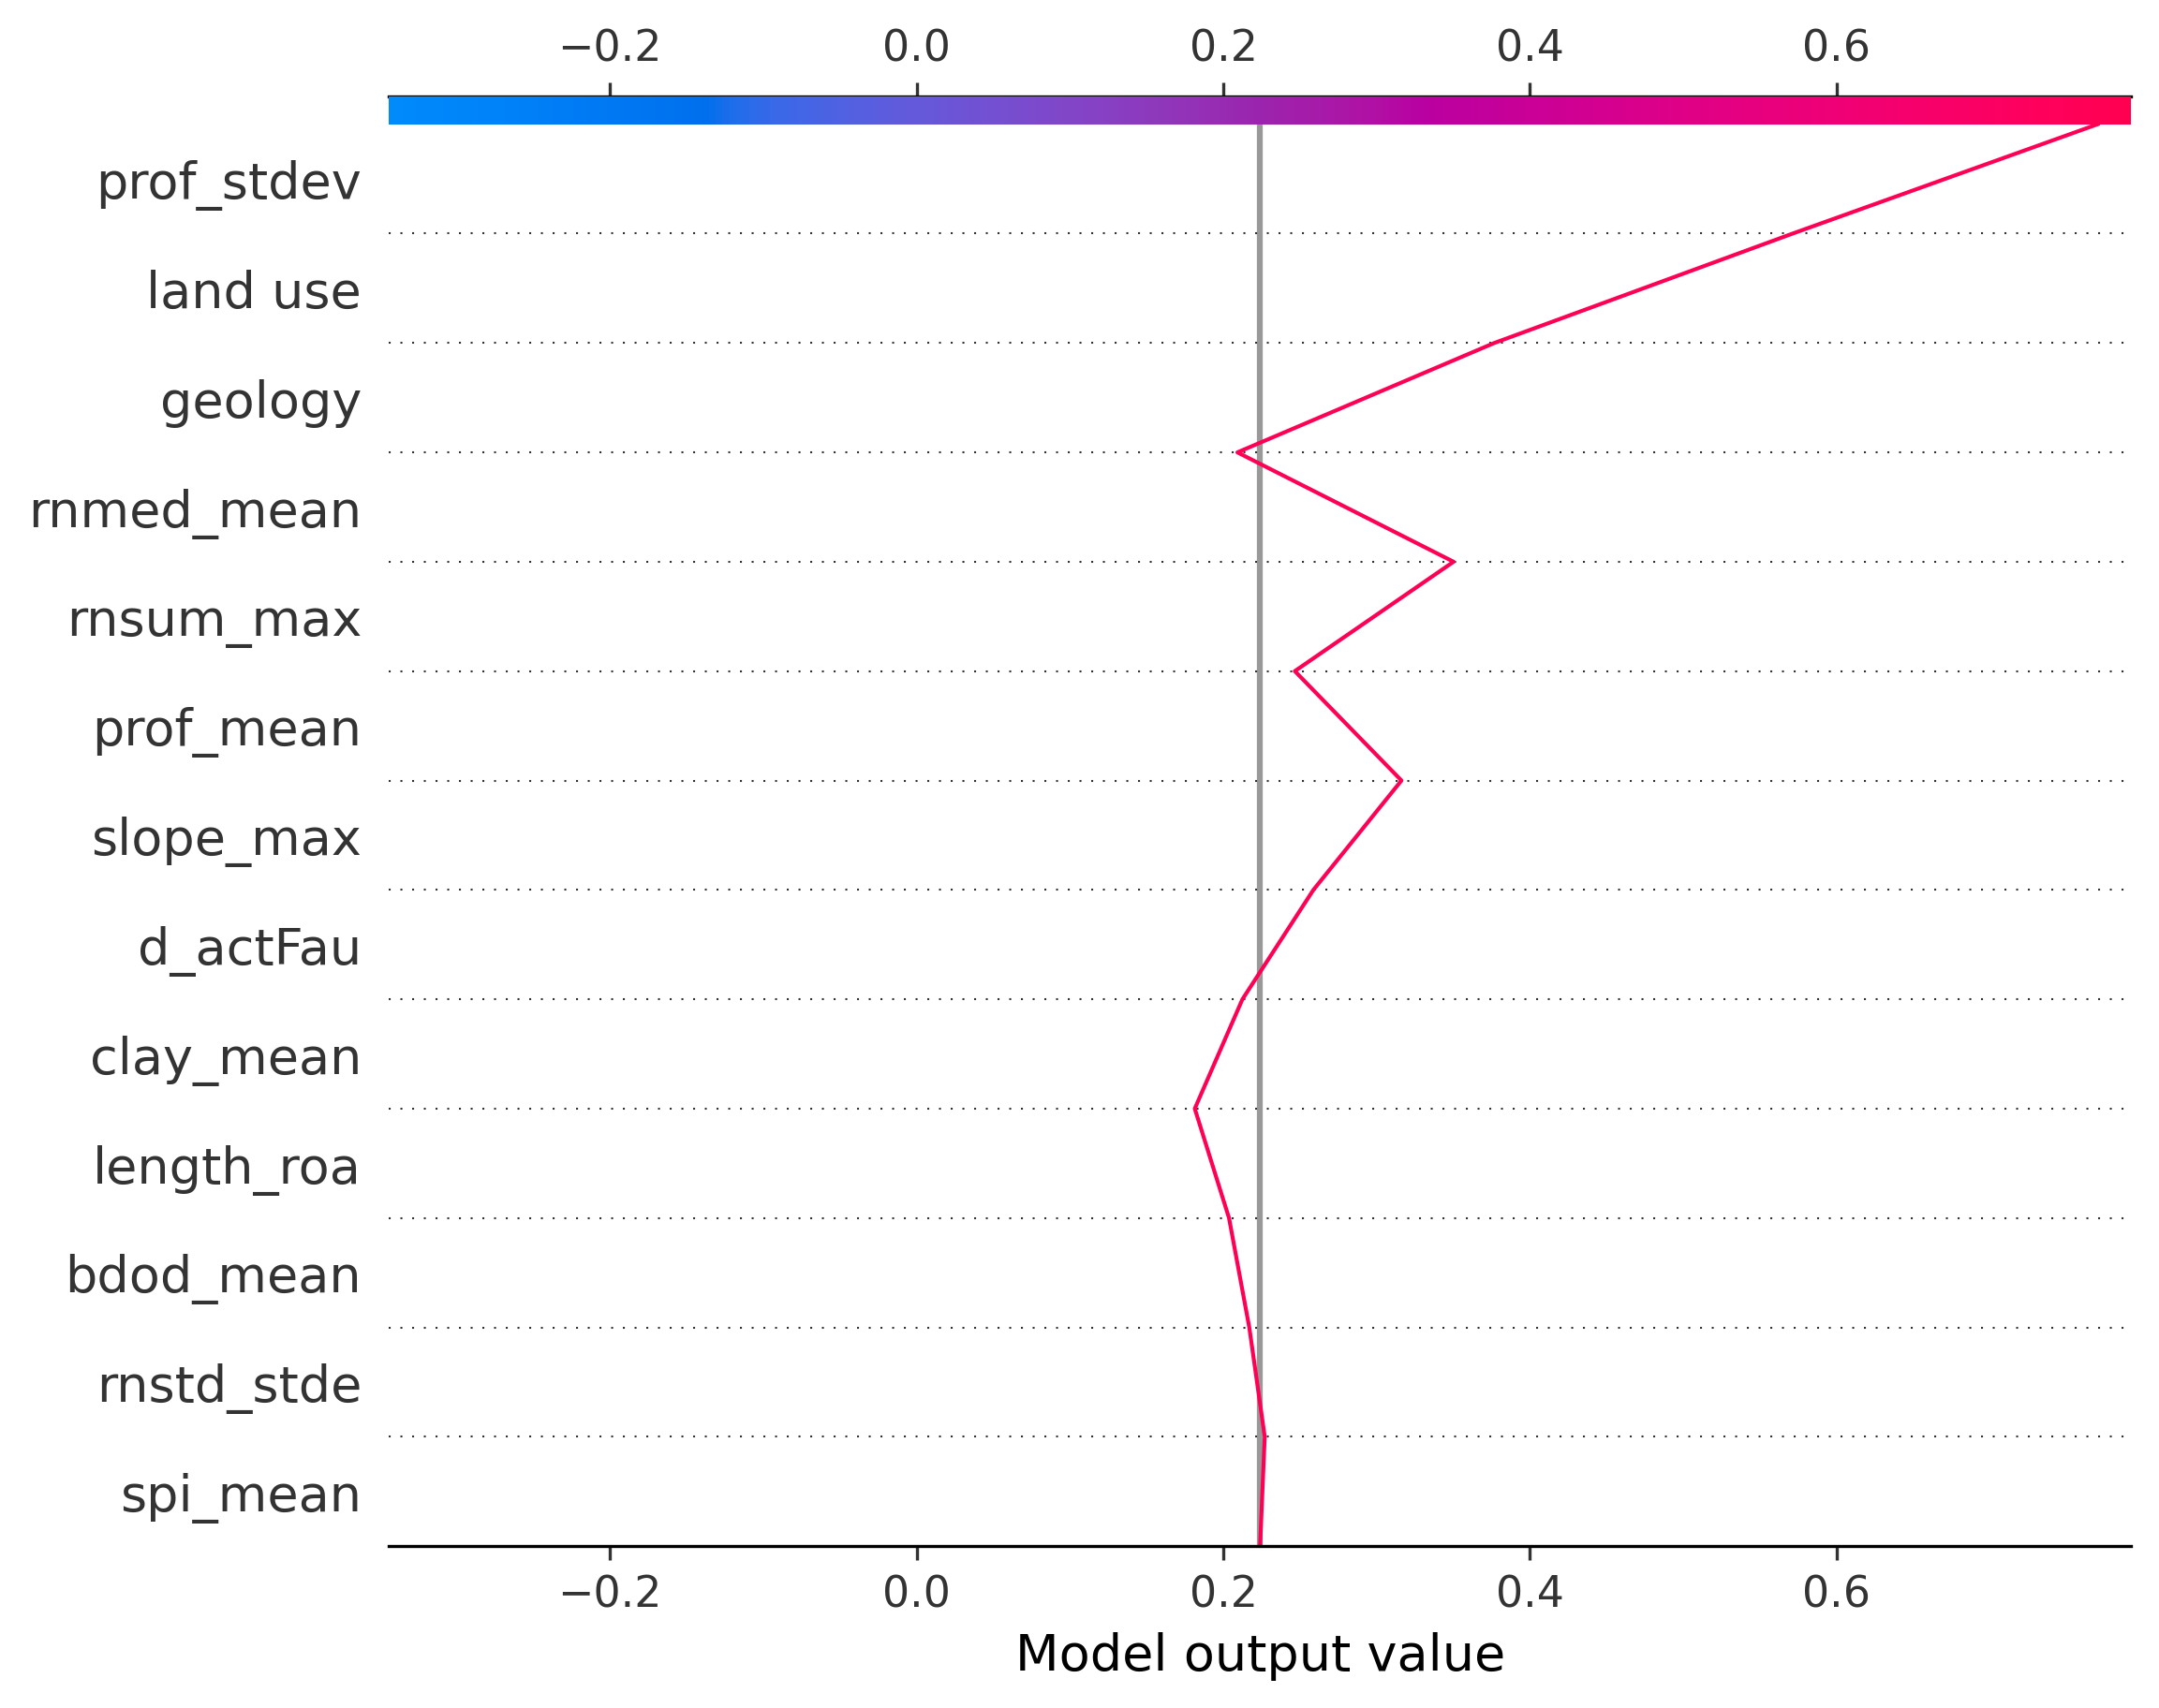 −0.2 0.0 0.2 0.4 0.6
prof_stdev
land use
geology
rnmed_mean
rnsum_max
prof_mean
slope_max
d_actFau
clay_mean
length_roa
bdod_mean
rnstd_stde
spi_mean
−0.2 0.0 0.2 0.4 0.6
Model output value